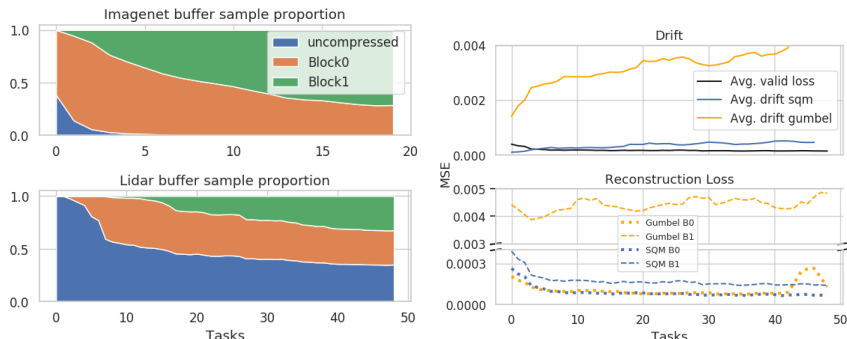 Imagenet buffer sample proportion
1.0
0.5
0.0
uncompressed
Block0
Block1
0 5 10 15 20
Lidar buffer sample proportion
1.0
0.5
0.0
0 10 20 30 40 50
Tasks
Drift
0.004
0.002
0.000
Avg. valid loss
Avg. drift sqm
Avg. drift gumbel
MSE
Reconstruction Loss
0.005
0.004
0.003
0.0003
0.0000
Gumbel B0
Gumbel B1
SQM B0
SQM B1
0 10 20 30 40 50
Tasks